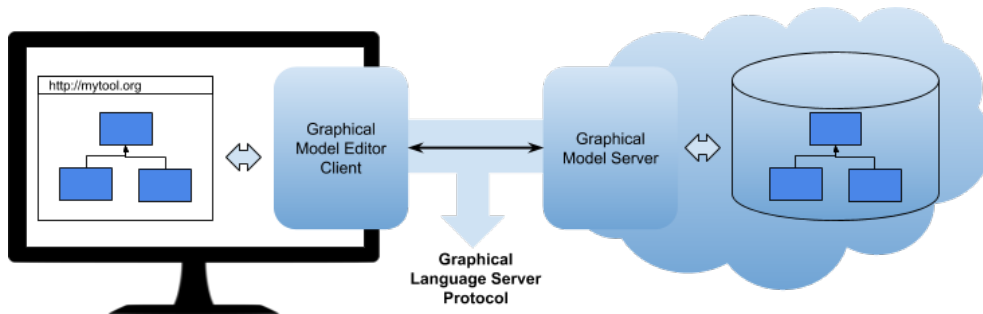 http://mytool.org
Graphical
Model Editor
Client
Graphical
Model Server
Graphical
Language Server
Protocol